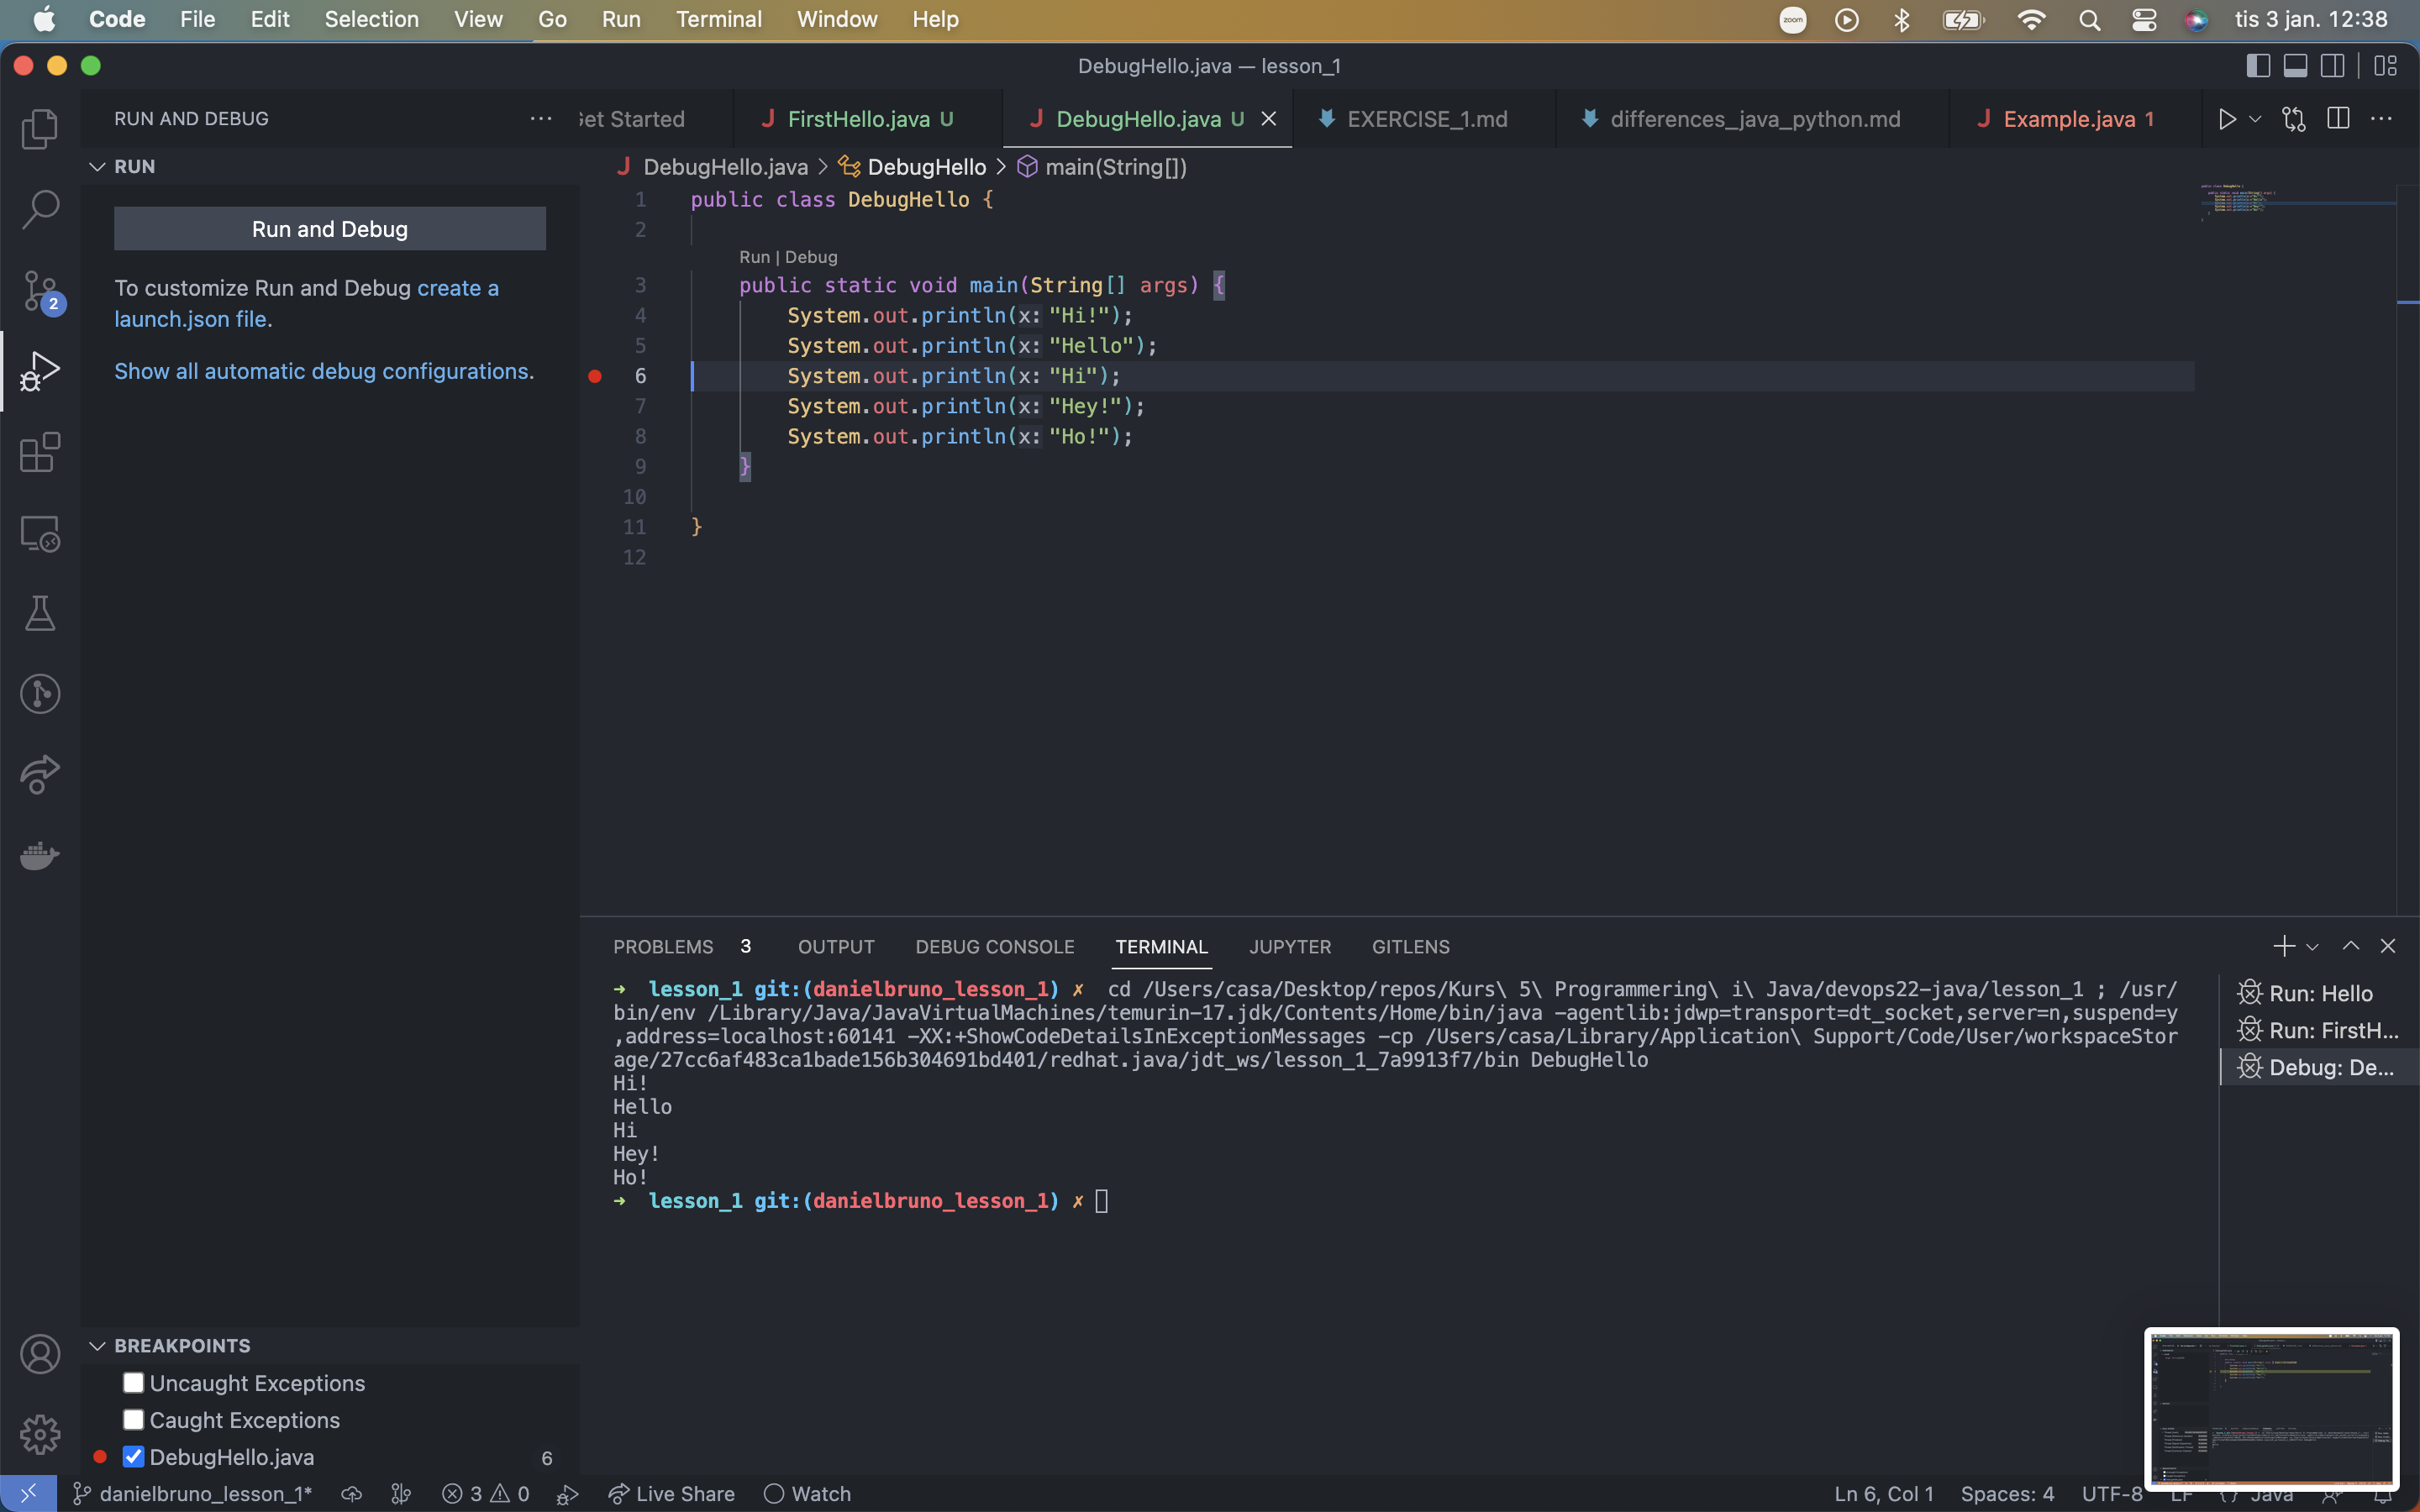 Code File Edit Selection View Go Run Terminal Window Help
zoom
tis 3 jan. 12:38
DebugHello.java — lesson_1
RUN AND DEBUG
Get Started
FirstHello.java U
DebugHello.java U
EXERCISE_1.md
differences_java_python.md
Example.java 1
RUN
DebugHello.java > DebugHello > main(String[])
Run and Debug
To customize Run and Debug create a
launch.json file.
Show all automatic debug configurations.
1 public class DebugHello {
2
Run | Debug
3 public static void main(String[] args) {
4 System.out.println(x: "Hi!");
5 System.out.println(x: "Hello");
6 System.out.println(x: "Hi");
7 System.out.println(x: "Hey!");
8 System.out.println(x: "Ho!");
9 }
10
11 }
12
2
PROBLEMS 3 OUTPUT DEBUG CONSOLE TERMINAL JUPYTER GITLENS
➜ lesson_1 git:(danielbruno_lesson_1) ✗ cd /Users/casa/Desktop/repos/Kurs\ 5\ Programmering\ i\ Java/devops22-java/lesson_1 ; /usr/
bin/env /Library/Java/JavaVirtualMachines/temurin-17.jdk/Contents/Home/bin/java -agentlib:jdwp=transport=dt_socket,server=n,suspend=y
,address=localhost:60141 -XX:+ShowCodeDetailsInExceptionMessages -cp /Users/casa/Library/Application\ Support/Code/User/workspaceStor
age/27cc6af483ca1bade156b304691bd401/redhat.java/jdt_ws/lesson_1_7a9913f7/bin DebugHello
Hi!
Hello
Hi
Hey!
Ho!
➜ lesson_1 git:(danielbruno_lesson_1) ✗
Run: Hello
Run: FirstH...
Debug: De...
BREAKPOINTS
Uncaught Exceptions
Caught Exceptions
DebugHello.java 6
danielbruno_lesson_1* 3 0 Live Share Watch
Ln 6, Col 1 Spaces: 4 UTF-8 LF {} Java